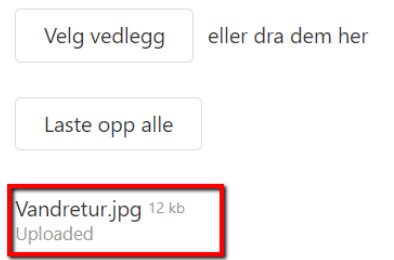 Velg vedlegg eller dra dem her
Laste opp alle
Vandretur.jpg 12 kb
Uploaded